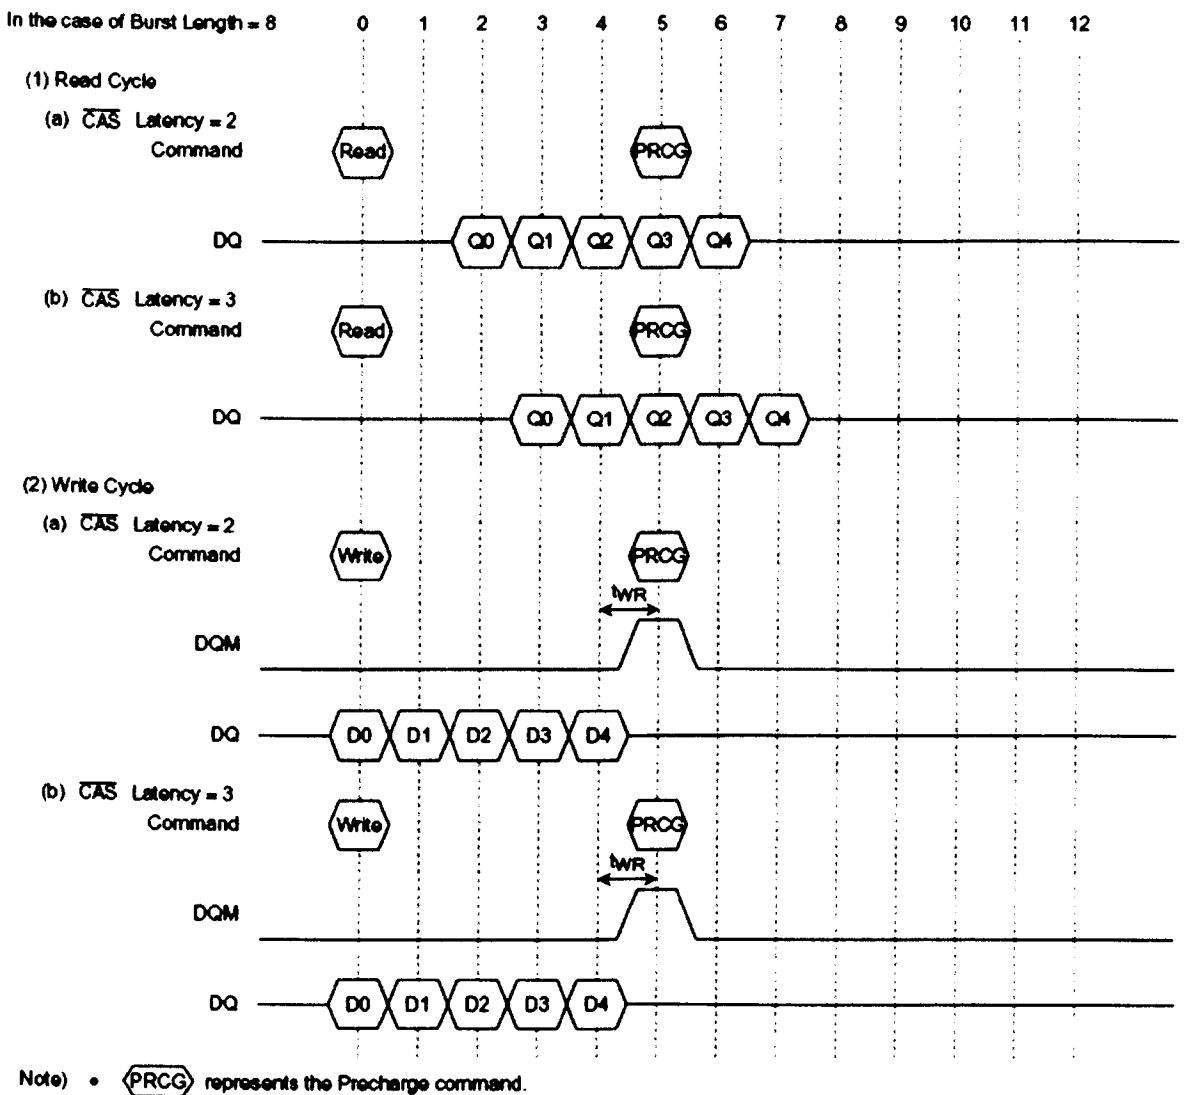 In the case of Burst Length = 8 0 1 2 3 4 5 6 7 8 9 10 11 12
(1) Read Cycle
(a) CAS Latency = 2
Command Read PRCG
DQ Q0 Q1 Q2 Q3 Q4
(b) CAS Latency = 3
Command Read PRCG
DQ Q0 Q1 Q2 Q3 Q4
(2) Write Cycle
(a) CAS Latency = 2
Command Write PRCG
tWR
DQM
DQ D0 D1 D2 D3 D4
(b) CAS Latency = 3
Command Write PRCG
tWR
DQM
DQ D0 D1 D2 D3 D4
Note) • PRCG represents the Precharge command.